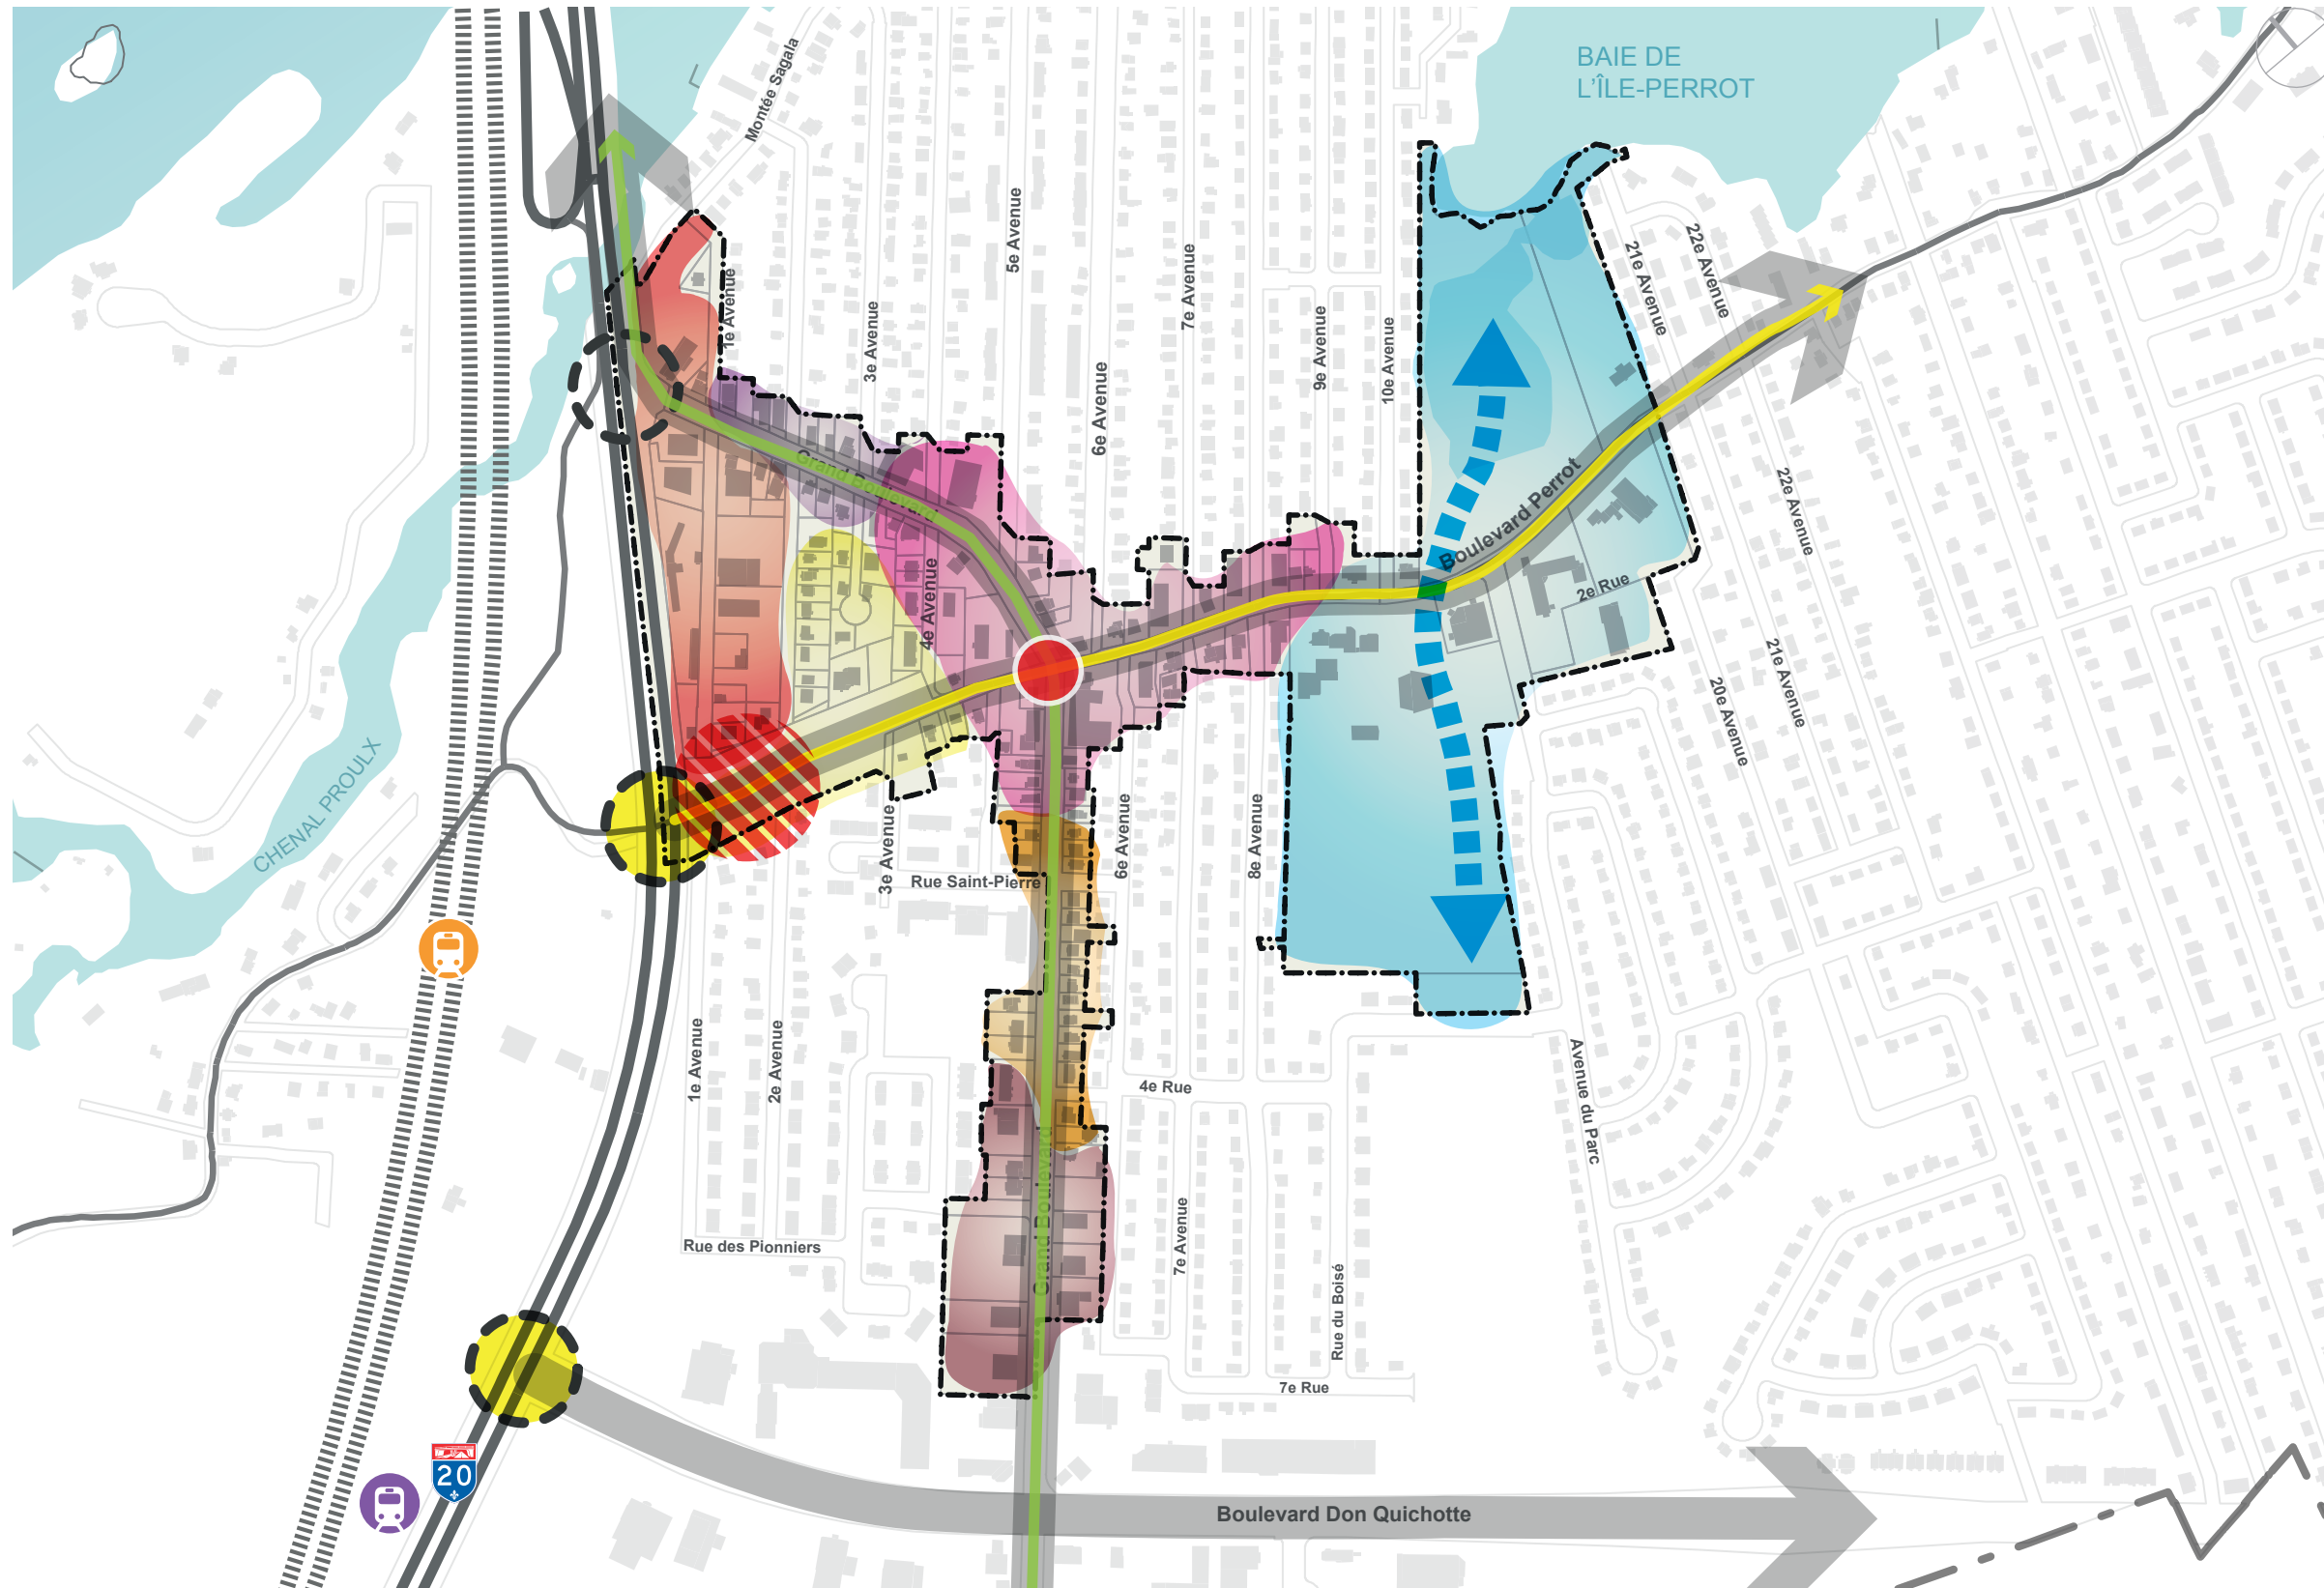 BAIE DE
L'ÎLE-PERROT
Montée Sagala
5e Avenue
7e Avenue
22e Avenue
21e Avenue
1e Avenue
3e Avenue
9e Avenue
10e Avenue
6e Avenue
Grand Boulevard
Boulevard Perrot
22e Avenue
4e Avenue
2e Rue
21e Avenue
20e Avenue
CHENAL PROULX
3e Avenue
6e Avenue
8e Avenue
Rue Saint-Pierre
1e Avenue
2e Avenue
4e Rue
Avenue du Parc
Grand Boulevard
7e Avenue
Rue des Pionniers
Rue du Boisé
7e Rue
20
Boulevard Don Quichotte